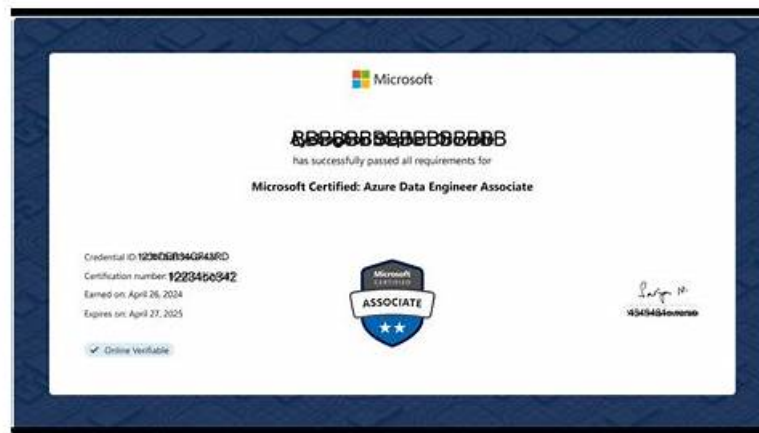 Microsoft
has successfully passed all requirements for
Microsoft Certified: Azure Data Engineer Associate
Credential ID:
Certification number:
Earned on: April 26, 2024
Expires on: April 27, 2025
✓ Online Verifiable
Microsoft
CERTIFIED
ASSOCIATE